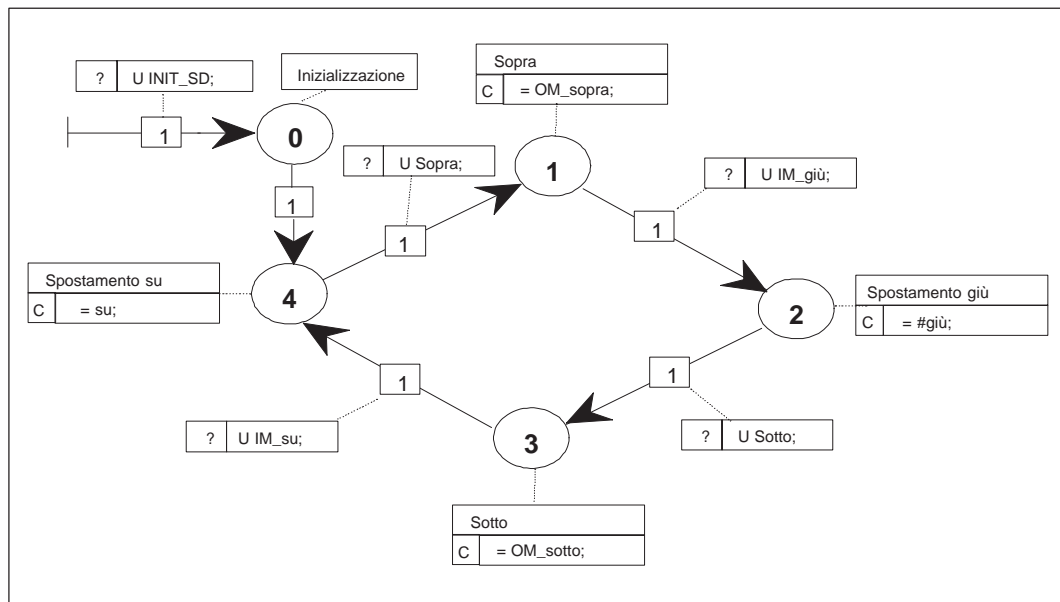 ? U INIT_SD;
Inizializzazione
1
0
1
Sopra
C = OM_sopra;
? U Sopra;
1
1
? U IM_giù;
1
Spostamento su
C = su;
4
2
Spostamento giù
C = #giù;
1
? U IM_su;
1
? U Sotto;
3
Sotto
C = OM_sotto;